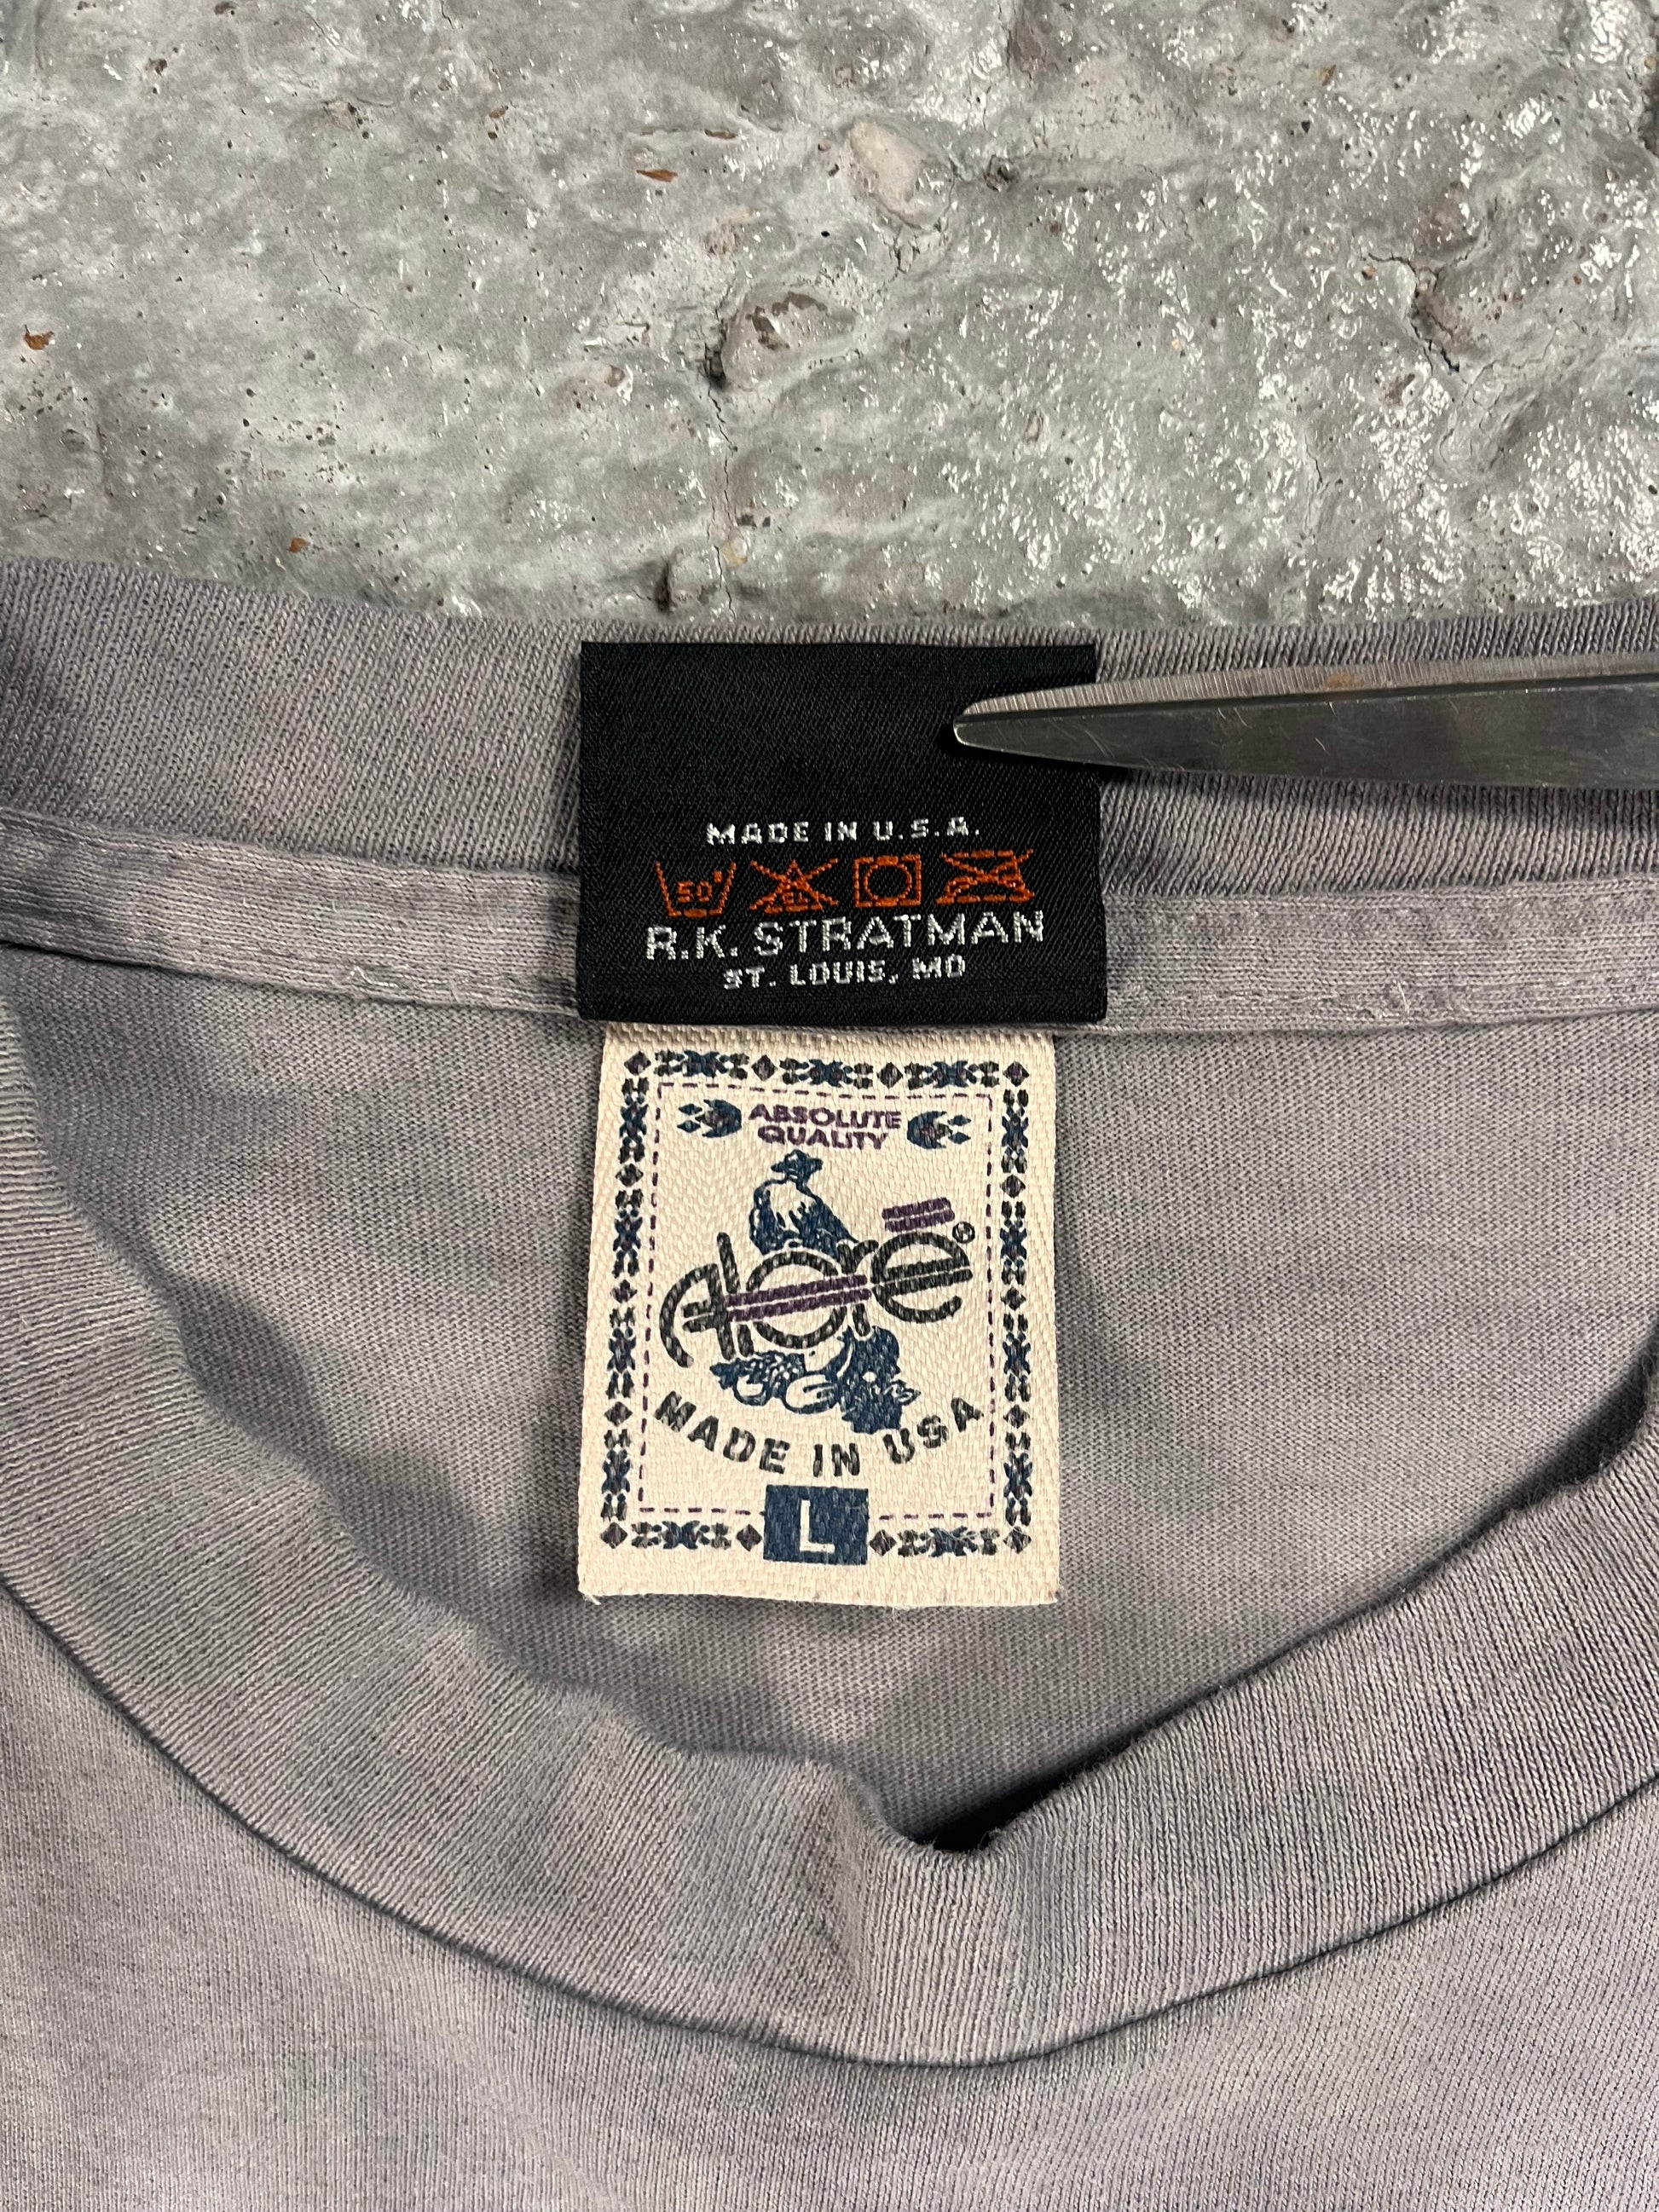 MADE IN U.S.A.
50°
R.K. STRATMAN
ST. LOUIS, MO
ABSOLUTE
QUALITY
®
MADE IN USA
L